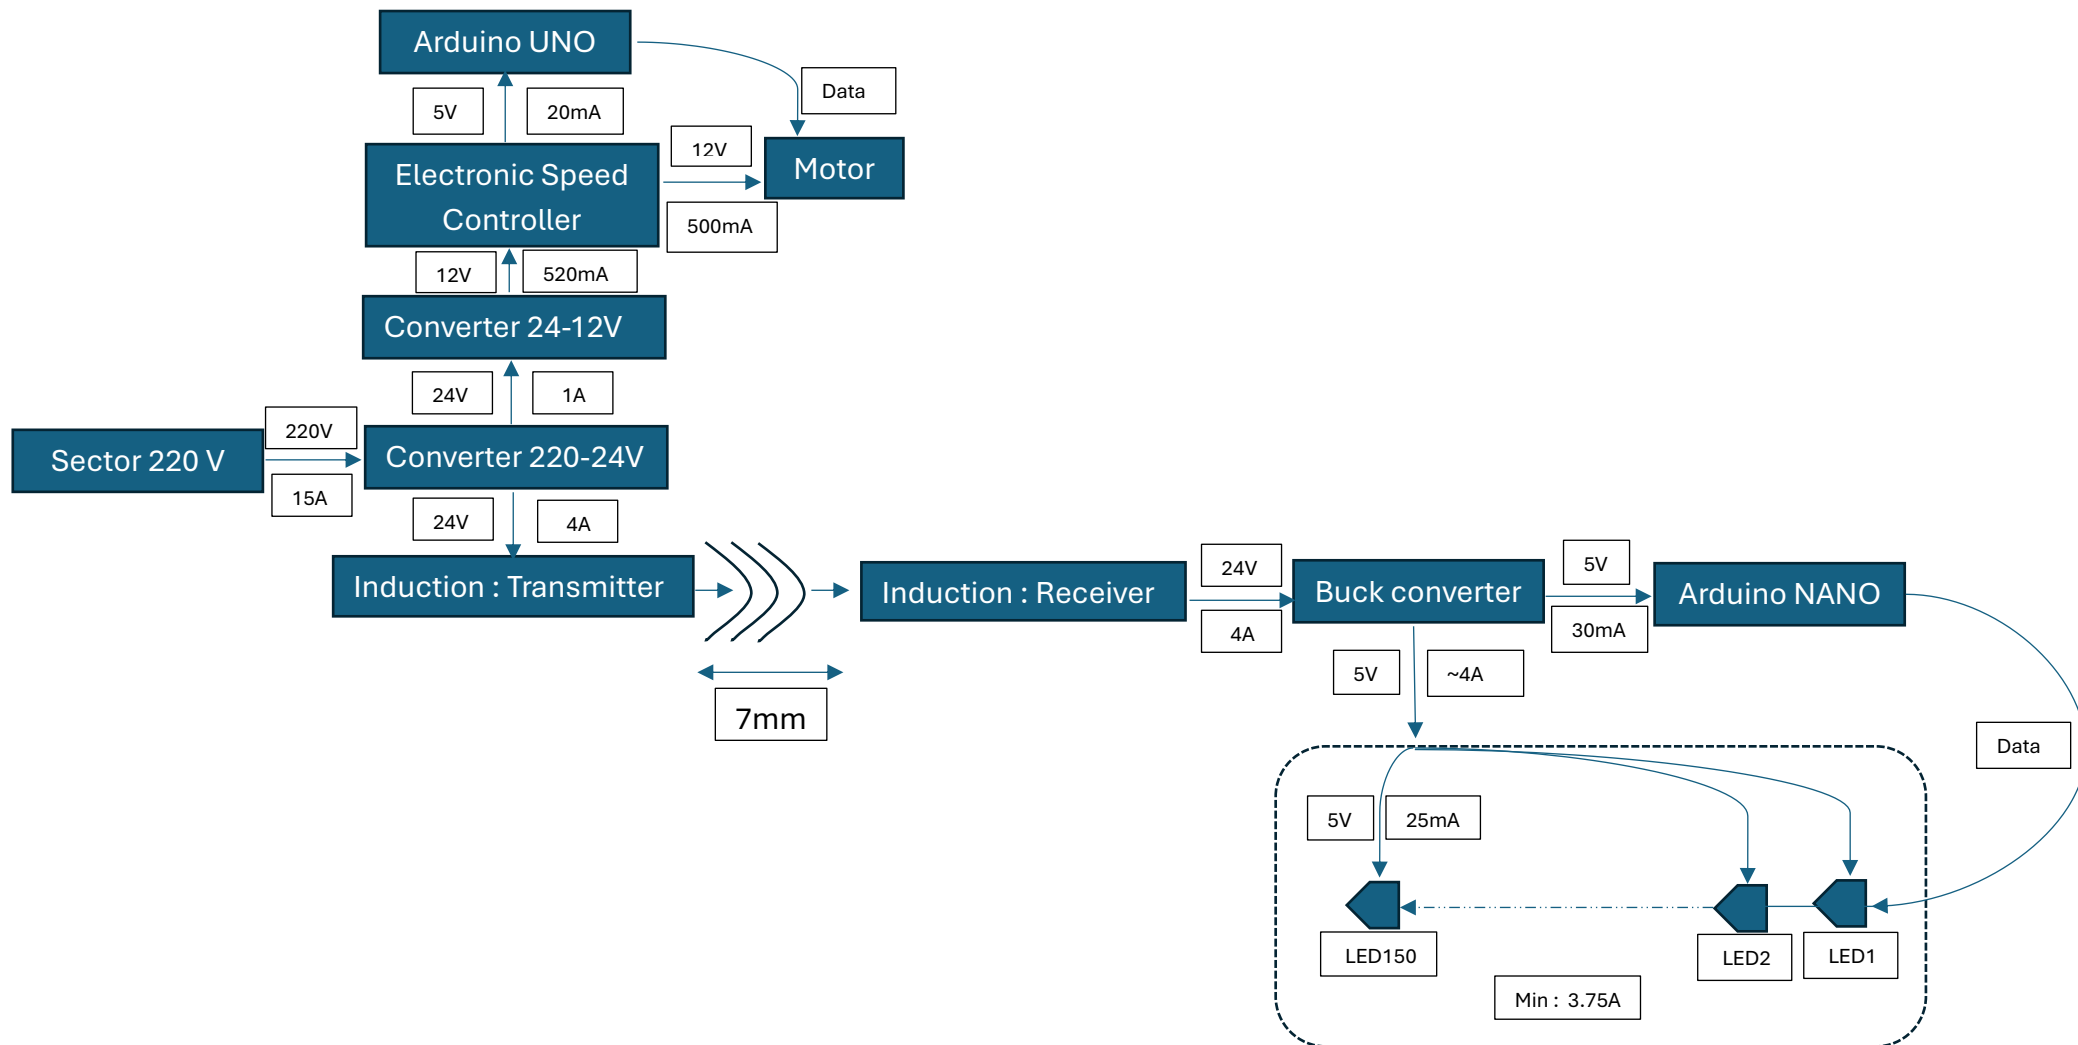 Arduino UNO
Data
5V
20mA
12V
Motor
Electronic Speed
Controller
500mA
12V
520mA
Converter 24-12V
24V
1A
220V
Sector 220 V
Converter 220-24V
15A
24V
4A
Induction : Transmitter
7mm
Induction : Receiver
24V
4A
Buck converter
5V
30mA
Arduino NANO
5V
~4A
Data
5V
25mA
LED150
LED2
LED1
Min : 3.75A